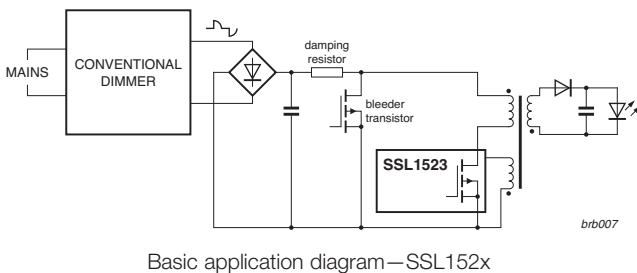 MAINS
CONVENTIONAL
DIMMER
damping
resistor
bleeder
transistor
SSL1523
brb007
Basic application diagram—SSL152x